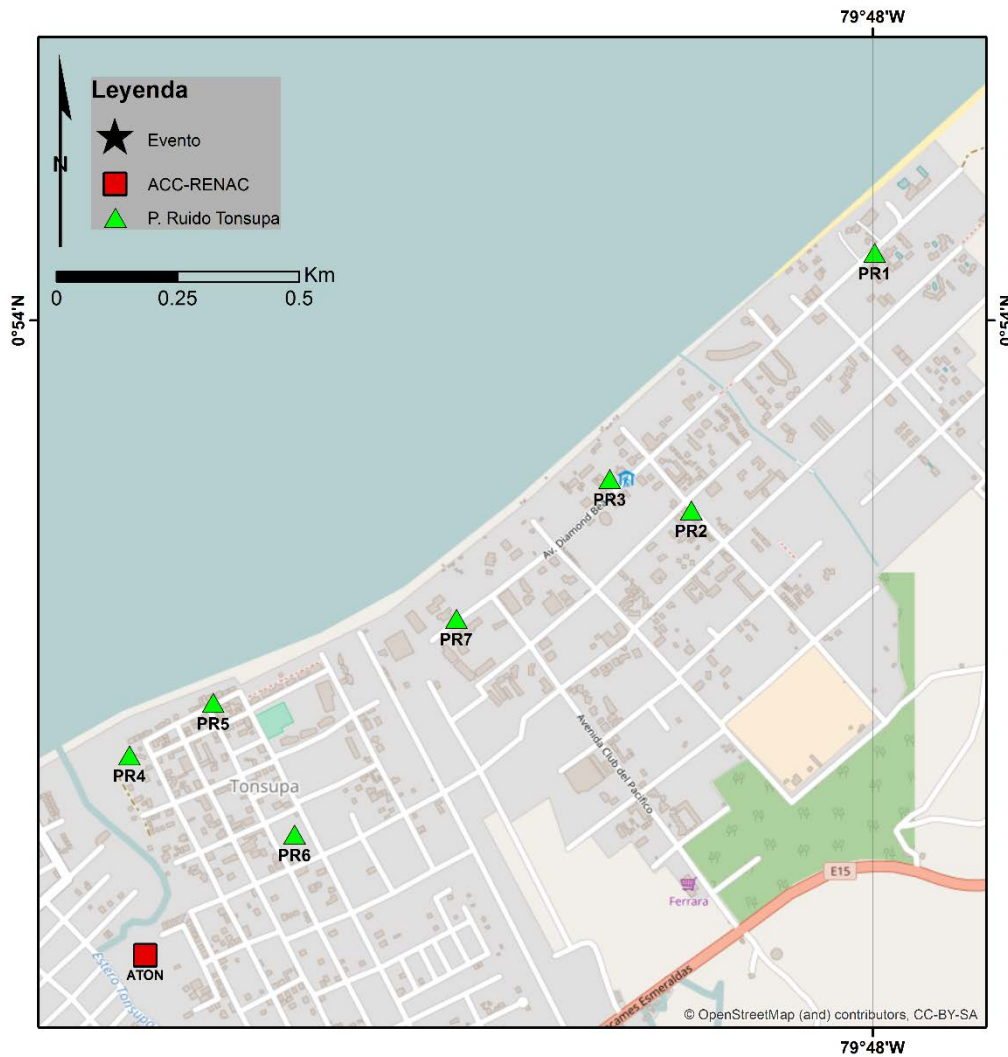 79°48'W
Leyenda
Evento
ACC-RENAC
P. Ruido Tonsupa
N
Km
0 0.25 0.5
0°54'N
0°54'N
PR1
PR3
PR2
Av. Diamond Be
PR7
PR5
PR4
Tonsupa
Avenida Club del Pacifico
PR6
E15
Ferrara
ATON
Estero Tonsupa
cames Esmeraldas
© OpenStreetMap (and) contributors, CC-BY-SA
79°48'W